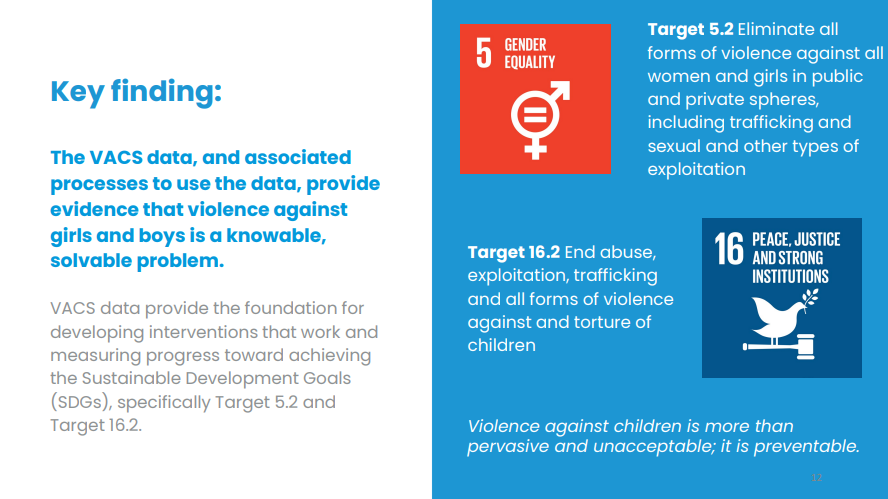 Key finding:
The VACS data, and associated
processes to use the data, provide
evidence that violence against
girls and boys is a knowable,
solvable problem.
VACS data provide the foundation for
developing interventions that work and
measuring progress toward achieving
the Sustainable Development Goals
(SDGs), specifically Target 5.2 and
Target 16.2.
5 GENDER
EQUALITY
Target 5.2 Eliminate all
forms of violence against all
women and girls in public
and private spheres,
including trafficking and
sexual and other types of
exploitation
Target 16.2 End abuse,
exploitation, trafficking
and all forms of violence
against and torture of
children
16 PEACE, JUSTICE
AND STRONG
INSTITUTIONS
Violence against children is more than
pervasive and unacceptable; it is preventable.
12